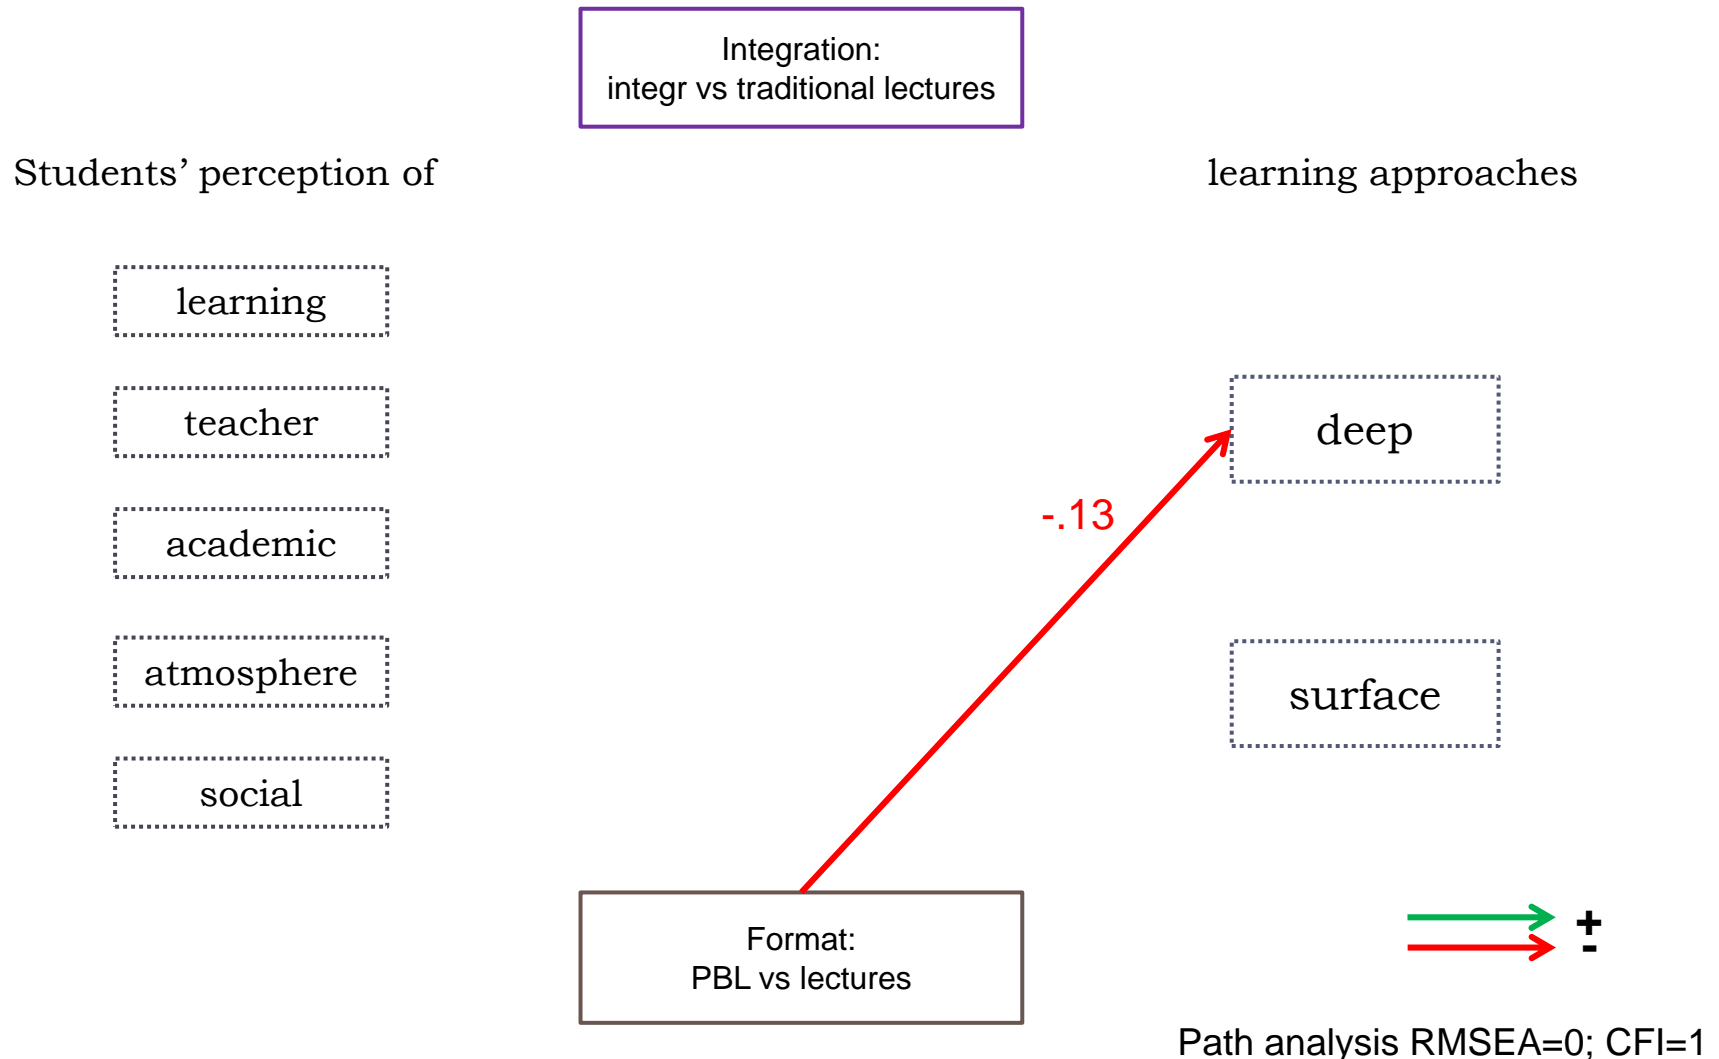 Integration:
integr vs traditional lectures
Students’ perception of
learning approaches
learning
teacher
deep
-.13
academic
atmosphere
surface
social
Format:
PBL vs lectures
+
-
Path analysis RMSEA=0; CFI=1